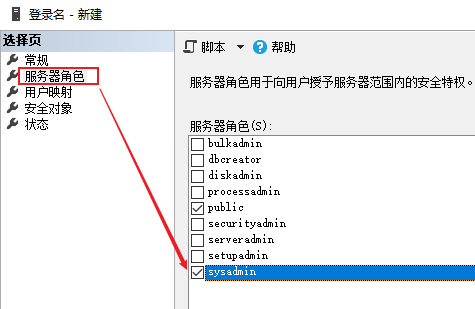 登录名 - 新建
选择页
常规
服务器角色
用户映射
安全对象
状态
脚本 帮助
服务器角色用于向用户授予服务器范围内的安全特权。
服务器角色(S):
bulkadmin
dbcreator
diskadmin
processadmin
public
securityadmin
serveradmin
setupadmin
sysadmin